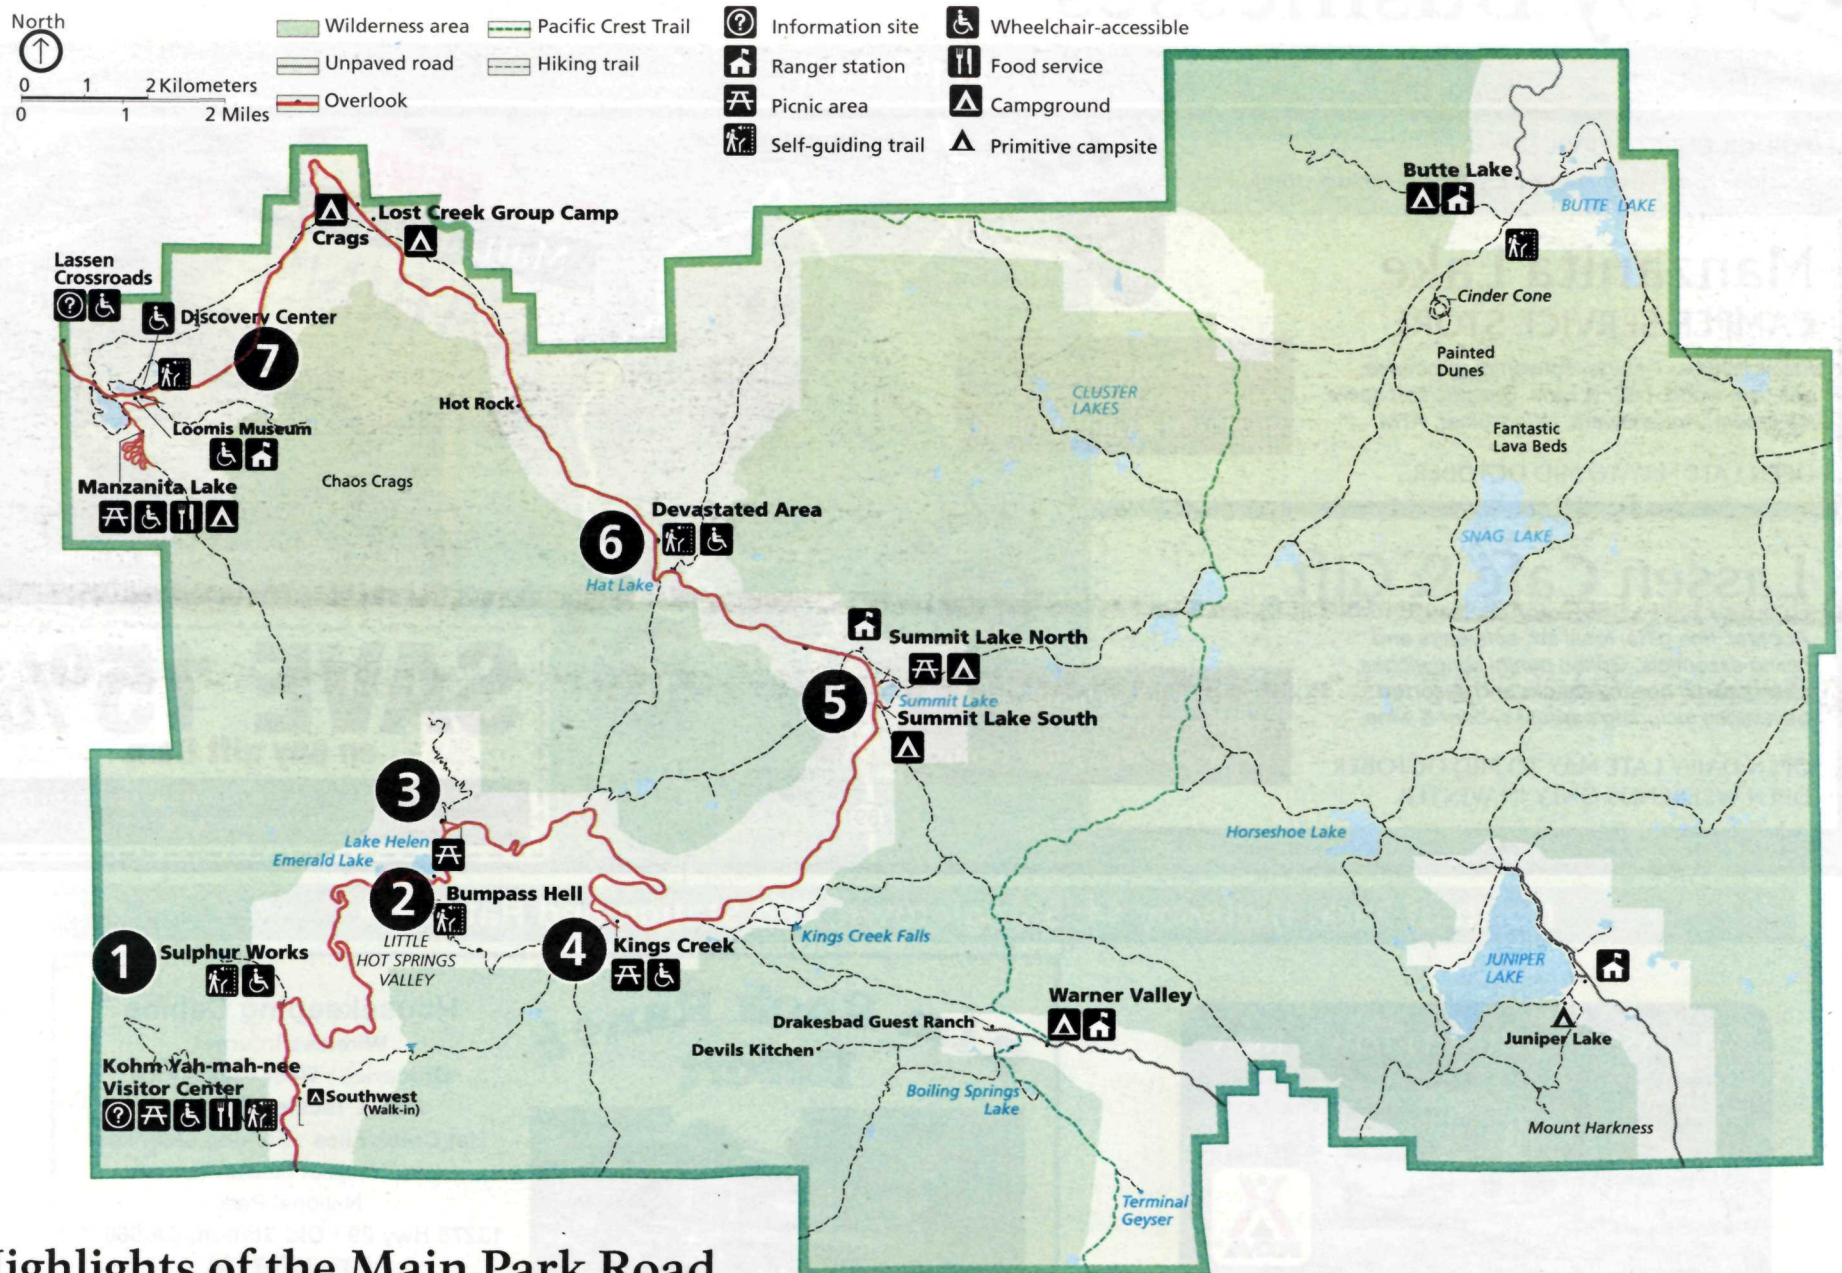 North
0 1 2 Kilometers
0 1 2 Miles
Wilderness area
Unpaved road
Overlook
Pacific Crest Trail
Hiking trail
Information site
Ranger station
Picnic area
Self-guiding trail
Wheelchair-accessible
Food service
Campground
Primitive campsite
Butte Lake
BUTTE LAKE
Lost Creek Group Camp
Crags
Lassen
Crossroads
Discovery Center
7
Cinder Cone
Painted
Dunes
Hot Rock
CLUSTER
LAKES
Loomis Museum
Fantastic
Lava Beds
Chaos Crags
Manzanita Lake
Devastated Area
6
Hat Lake
SNAG LAKE
Summit Lake North
5
Summit Lake
Summit Lake South
3
Lake Helen
Emerald Lake
Horseshoe Lake
2
Bumpass Hell
LITTLE
HOT SPRINGS
VALLEY
4
Kings Creek
Kings Creek Falls
1
Sulphur Works
JUNIPER
LAKE
Warner Valley
Drakesbad Guest Ranch
Devils Kitchen
Juniper Lake
Kohm Yah-mah-nee
Visitor Center
Southwest
(Walk-in)
Boiling Springs
Lake
Mount Harkness
Terminal
Geyser
Highlights of the Main Park Road